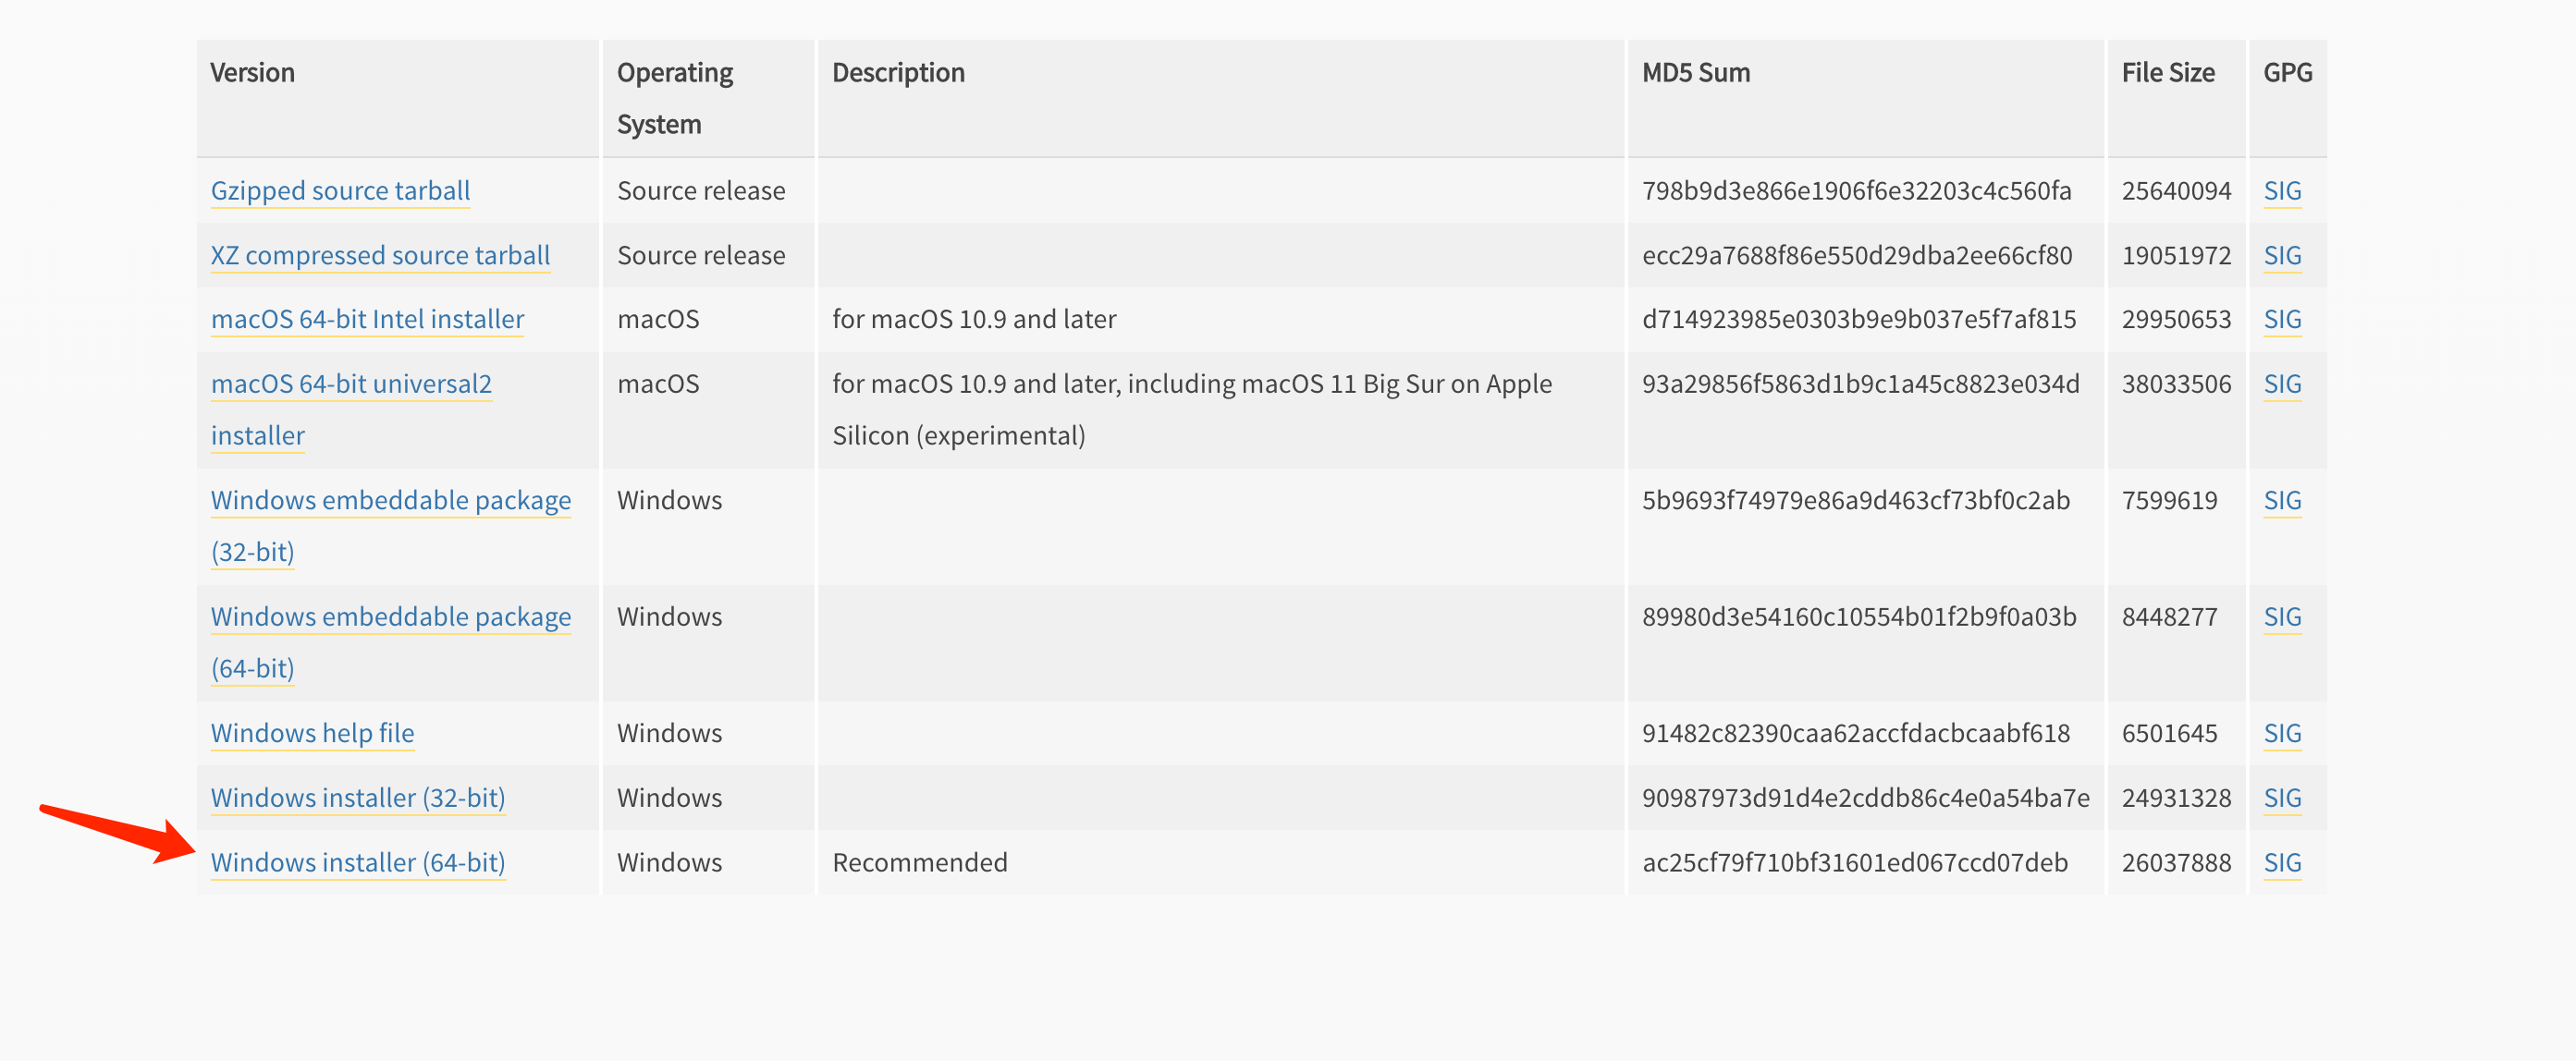 Version Operating System Description MD5 Sum File Size GPG
Gzipped source tarball Source release 798b9d3e866e1906f6e32203c4c560fa 25640094 SIG
XZ compressed source tarball Source release ecc29a7688f86e550d29dba2ee66cf80 19051972 SIG
macOS 64-bit Intel installer macOS for macOS 10.9 and later d714923985e0303b9e9b037e5f7af815 29950653 SIG
macOS 64-bit universal2 macOS for macOS 10.9 and later, including macOS 11 Big Sur on Apple 93a29856f5863d1b9c1a45c8823e034d 38033506 SIG
installer Silicon (experimental)
Windows embeddable package Windows 5b9693f74979e86a9d463cf73bf0c2ab 7599619 SIG
(32-bit)
Windows embeddable package Windows 89980d3e54160c10554b01f2b9f0a03b 8448277 SIG
(64-bit)
Windows help file Windows 91482c82390caa62accfdacbcaabf618 6501645 SIG
Windows installer (32-bit) Windows 90987973d91d4e2cddb86c4e0a54ba7e 24931328 SIG
Windows installer (64-bit) Windows Recommended ac25cf79f710bf31601ed067ccd07deb 26037888 SIG